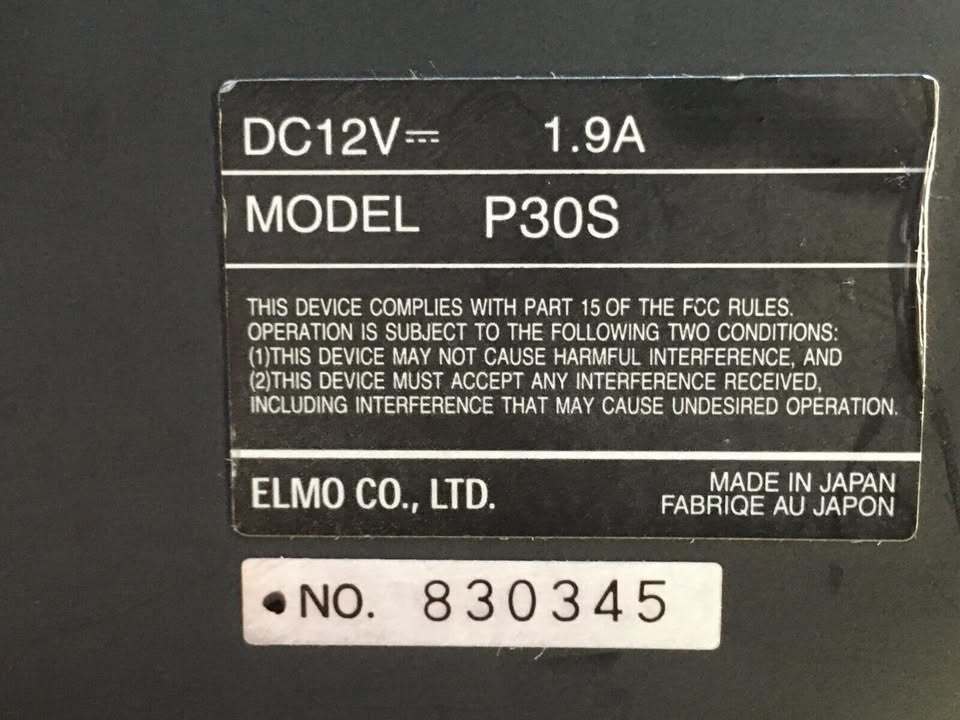 DC12V⎓ 1.9A
MODEL P30S
THIS DEVICE COMPLIES WITH PART 15 OF THE FCC RULES.
OPERATION IS SUBJECT TO THE FOLLOWING TWO CONDITIONS:
(1)THIS DEVICE MAY NOT CAUSE HARMFUL INTERFERENCE, AND
(2)THIS DEVICE MUST ACCEPT ANY INTERFERENCE RECEIVED,
INCLUDING INTERFERENCE THAT MAY CAUSE UNDESIRED OPERATION.
ELMO CO., LTD.
MADE IN JAPAN
FABRIQE AU JAPON
NO. 830345